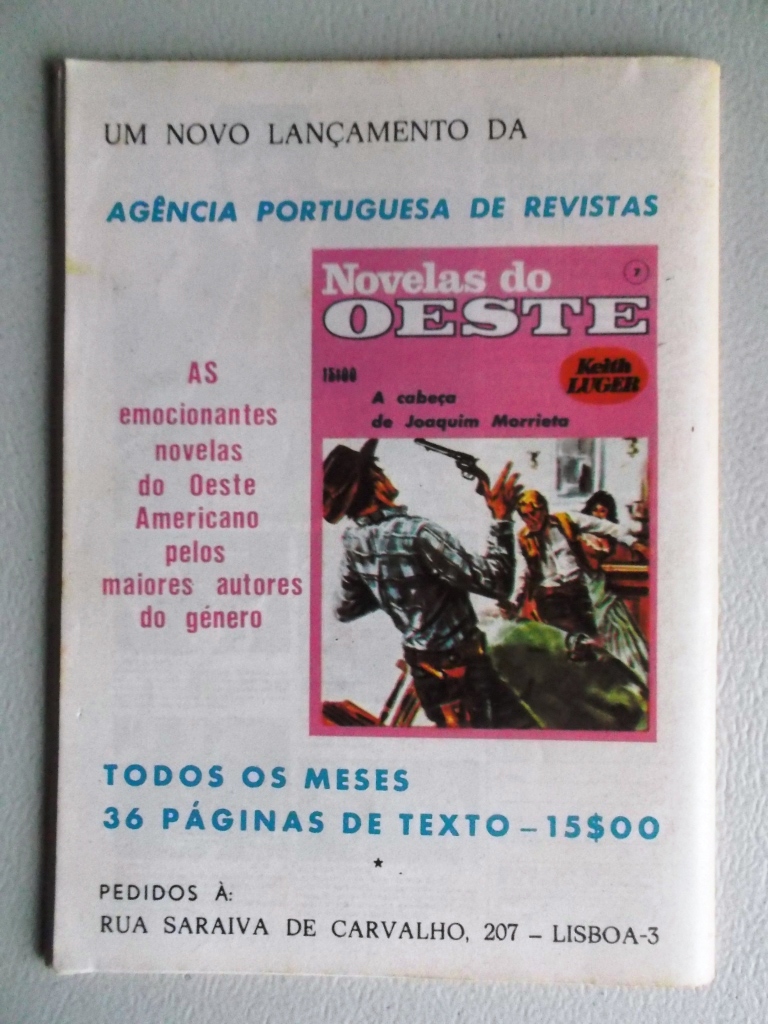 UM NOVO LANÇAMENTO DA
AGÊNCIA PORTUGUESA DE REVISTAS
Novelas do
OESTE
7
15$00
Keith
LUGER
A cabeça
de Joaquim Morrieta
AS
emocionantes
novelas
do Oeste
Americano
pelos
maiores autores
do género
TODOS OS MESES
36 PÁGINAS DE TEXTO – 15$00
*
PEDIDOS À:
RUA SARAIVA DE CARVALHO, 207 – LISBOA-3